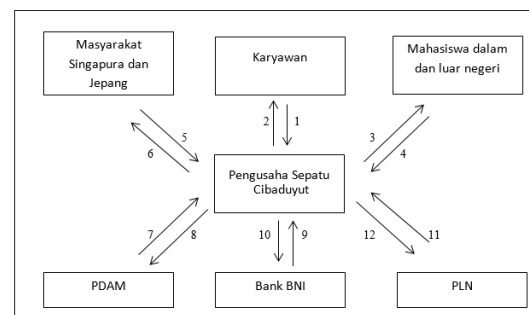 Masyarakat
Singapura dan
Jepang
Karyawan
Mahasiswa dalam
dan luar negeri
2
1
5
6
3
4
Pengusaha Sepatu
Cibaduyut
7
8
10
9
12
11
PDAM
Bank BNI
PLN